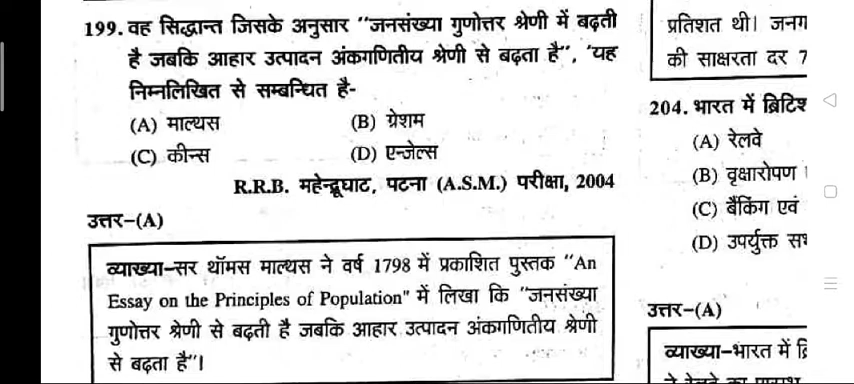 199. वह सिद्धान्त जिसके अनुसार ''जनसंख्या गुणोत्तर श्रेणी में बढ़ती
है जबकि आहार उत्पादन अंकगणितीय श्रेणी से बढ़ता है'', 'यह
निम्नलिखित से सम्बन्धित है-
(A) माल्थस (B) ग्रेशम
(C) कीन्स (D) एन्जेल्स
R.R.B. महेन्द्रूघाट, पटना (A.S.M.) परीक्षा, 2004
उत्तर-(A)
व्याख्या-सर थॉमस माल्थस ने वर्ष 1798 में प्रकाशित पुस्तक ''An
Essay on the Principles of Population" में लिखा कि ''जनसंख्या
गुणोत्तर श्रेणी से बढ़ती है जबकि आहार उत्पादन अंकगणितीय श्रेणी
से बढ़ता है''।
प्रतिशत थी।
की साक्षरता दर 7
204. भारत में
(A) रेलवे
(B) वृक्षारोपण
(C) बैंकिंग एवं
(D) उपर्युक्त
उत्तर-(A)
व्याख्या-भारत में